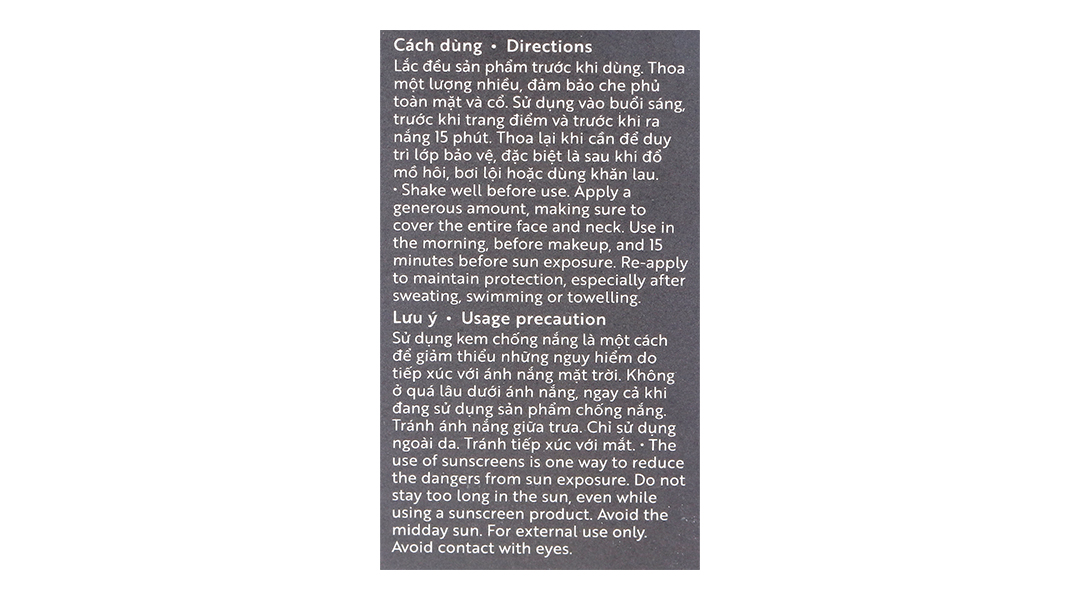 Cách dùng • Directions
Lắc đều sản phẩm trước khi dùng. Thoa
một lượng nhiều, đảm bảo che phủ
toàn mặt và cổ. Sử dụng vào buổi sáng,
trước khi trang điểm và trước khi ra
nắng 15 phút. Thoa lại khi cần để duy
trì lớp bảo vệ, đặc biệt là sau khi đổ
mồ hôi, bơi lội hoặc dùng khăn lau.
• Shake well before use. Apply a
generous amount, making sure to
cover the entire face and neck. Use in
the morning, before makeup, and 15
minutes before sun exposure. Re-apply
to maintain protection, especially after
sweating, swimming or towelling.
Lưu ý • Usage precaution
Sử dụng kem chống nắng là một cách
để giảm thiểu những nguy hiểm do
tiếp xúc với ánh nắng mặt trời. Không
ở quá lâu dưới ánh nắng, ngay cả khi
đang sử dụng sản phẩm chống nắng.
Tránh ánh nắng giữa trưa. Chỉ sử dụng
ngoài da. Tránh tiếp xúc với mắt. • The
use of sunscreens is one way to reduce
the dangers from sun exposure. Do not
stay too long in the sun, even while
using a sunscreen product. Avoid the
midday sun. For external use only.
Avoid contact with eyes.